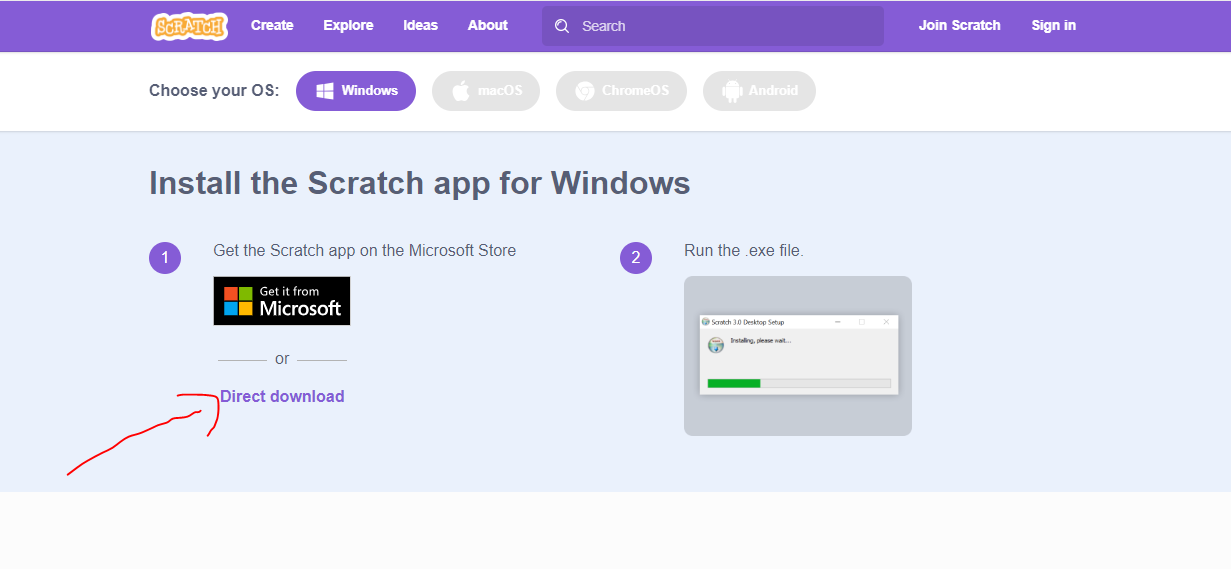 SCRATCH Create Explore Ideas About Search Join Scratch Sign in
Choose your OS: Windows macOS ChromeOS Android
Install the Scratch app for Windows
1 Get the Scratch app on the Microsoft Store
Get it from
Microsoft
or
Direct download
2 Run the .exe file.
Scratch 3.0 Desktop Setup
Installing, please wait...